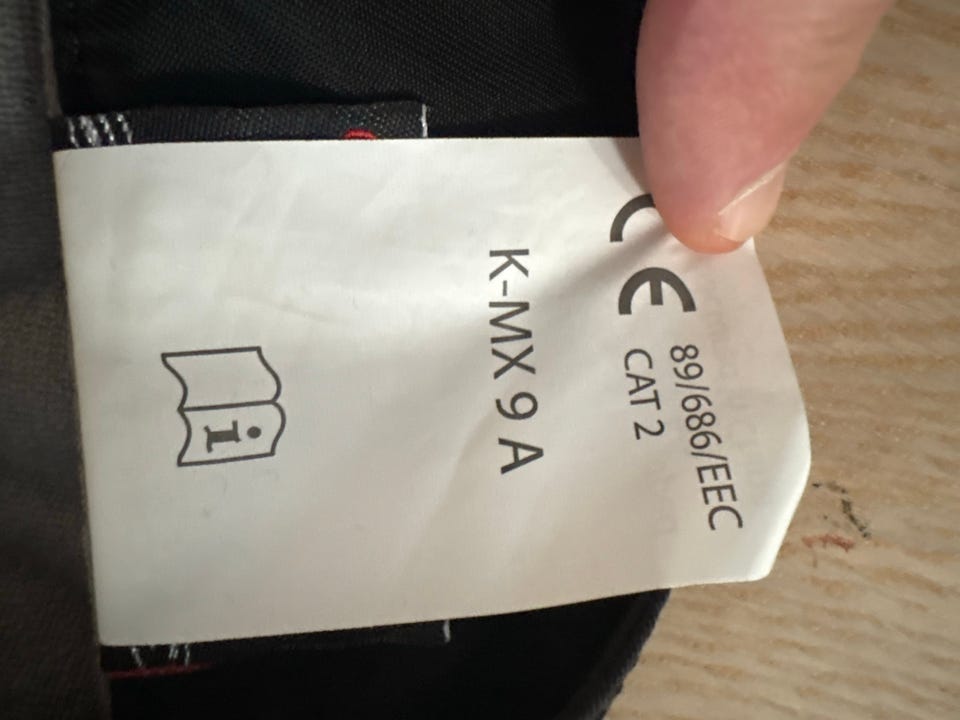 CE 89/686/EEC
CAT 2
K-MX 9 A
i